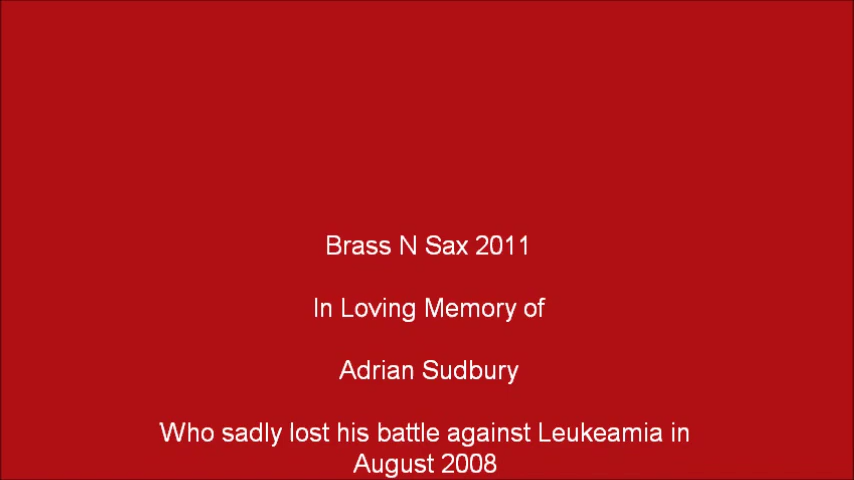 Brass N Sax 2011
In Loving Memory of
Adrian Sudbury
Who sadly lost his battle against Leukeamia in
August 2008